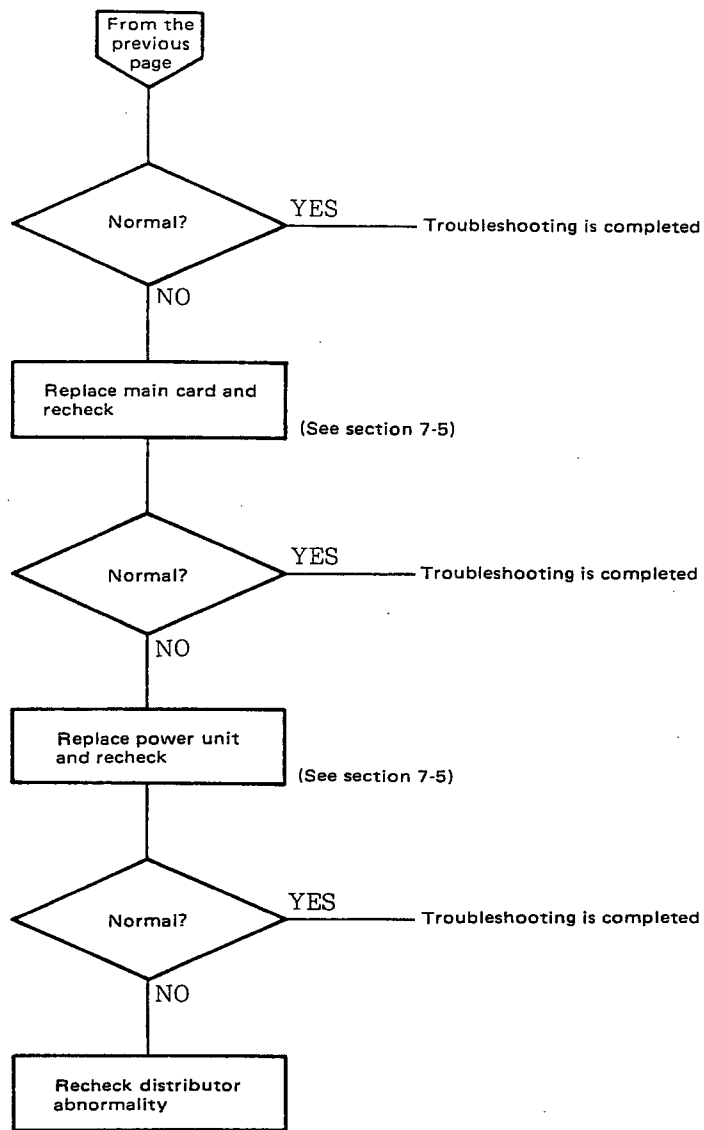 From the
previous
page
Normal?
YES
Troubleshooting is completed
NO
Replace main card and
recheck
(See section 7-5)
Normal?
YES
Troubleshooting is completed
NO
Replace power unit
and recheck
(See section 7-5)
Normal?
YES
Troubleshooting is completed
NO
Recheck distributor
abnormality